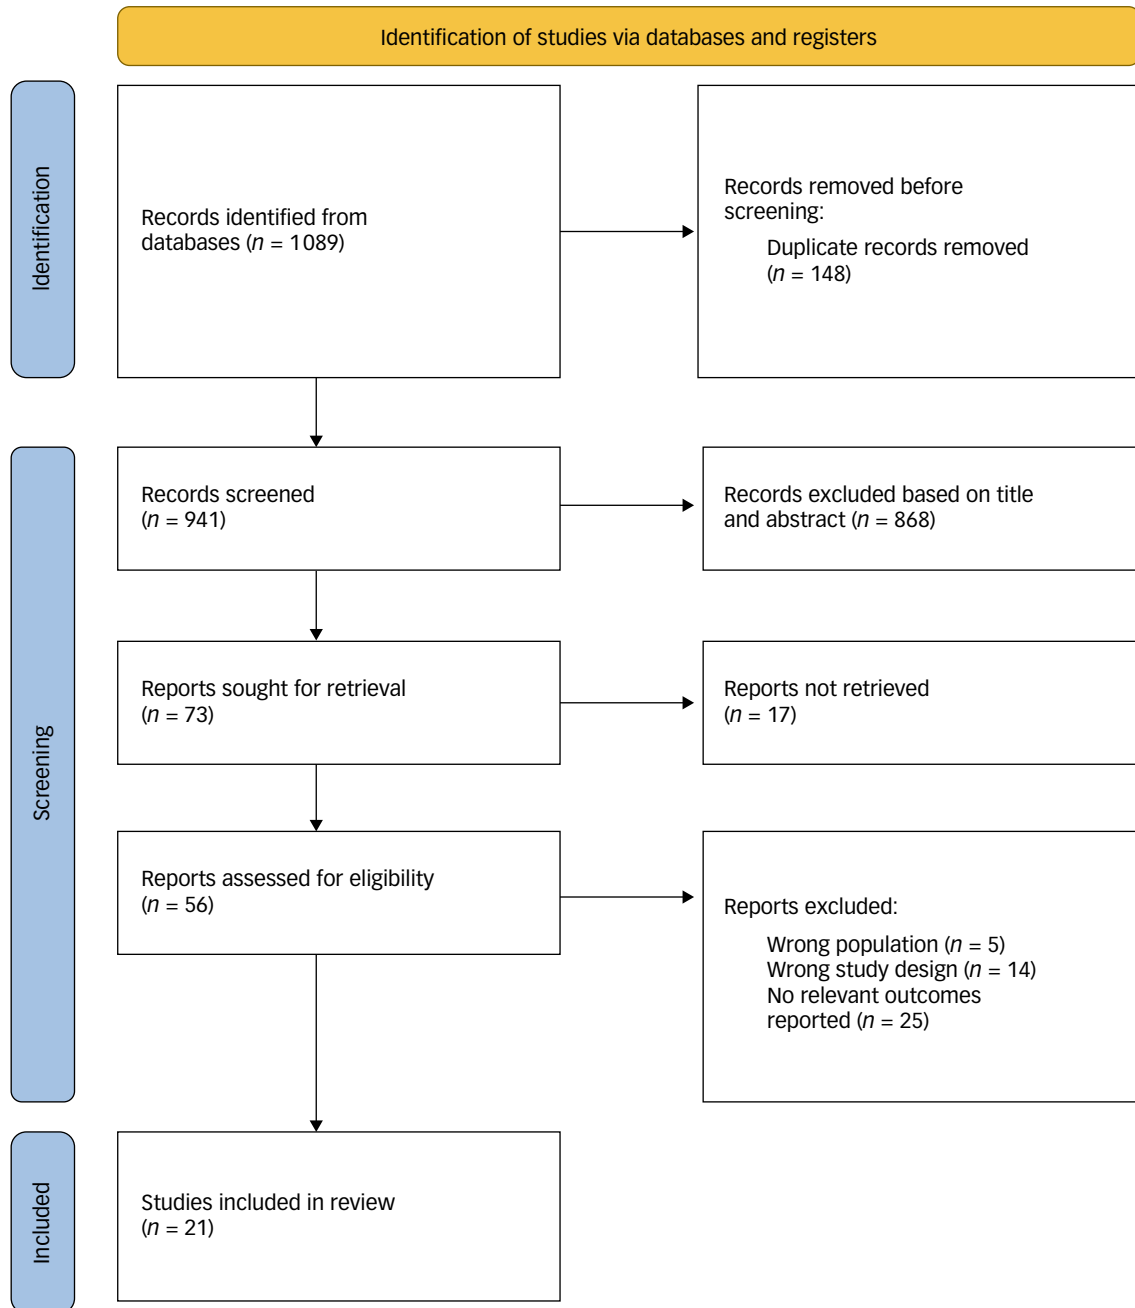 Identification of studies via databases and registers
Identification
Records identified from
databases (n = 1089)
Records removed before
screening:
Duplicate records removed
(n = 148)
Screening
Records screened
(n = 941)
Records excluded based on title
and abstract (n = 868)
Reports sought for retrieval
(n = 73)
Reports not retrieved
(n = 17)
Reports assessed for eligibility
(n = 56)
Reports excluded:
Wrong population (n = 5)
Wrong study design (n = 14)
No relevant outcomes
reported (n = 25)
Included
Studies included in review
(n = 21)